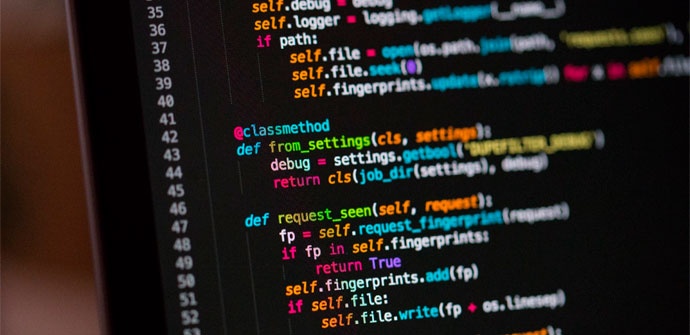 35 self.debug = debug
36 self.logger = logging.getLogger(__name__)
37 if path:
38 self.file = open(os.path.join(path, 'requests.seen'),
39 self.file.seek(0)
40 self.fingerprints.update(x.rstrip() for x in self.file
41
42 @classmethod
43 def from_settings(cls, settings):
44 debug = settings.getbool('DUPEFILTER_DEBUG')
45 return cls(job_dir(settings), debug)
46
47 def request_seen(self, request):
48 fp = self.request_fingerprint(request)
49 if fp in self.fingerprints:
50 return True
51 self.fingerprints.add(fp)
52 if self.file:
53 self.file.write(fp + os.linesep)